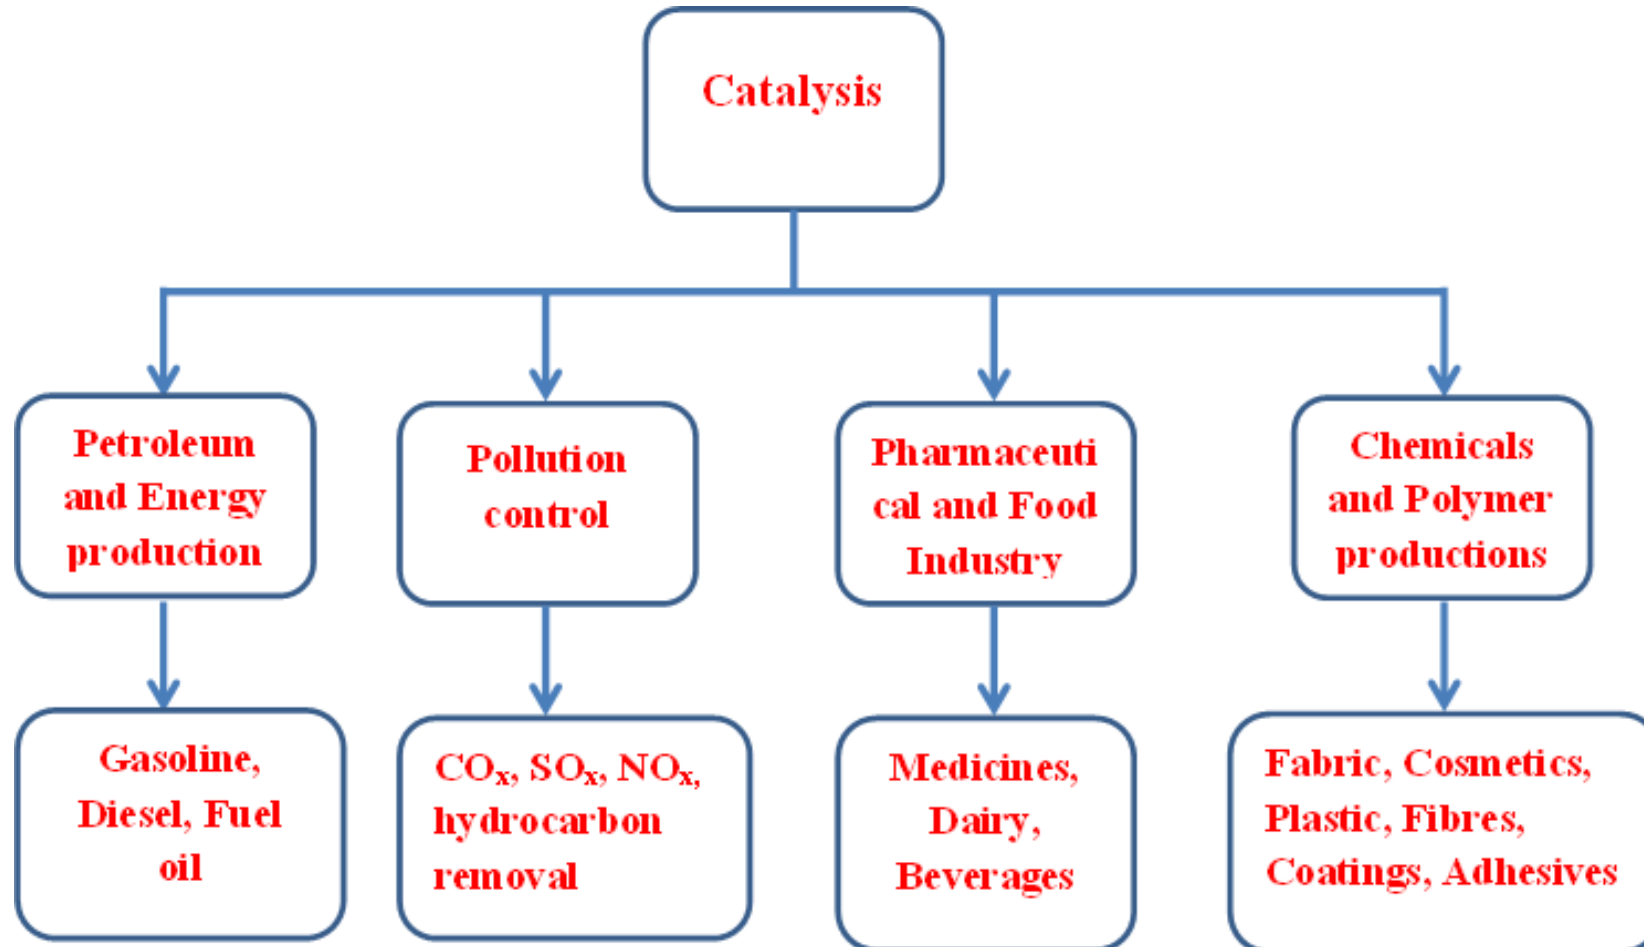 Catalysis
Petroleum
and Energy
production
Pollution
control
Pharmaceuti
cal and Food
Industry
Chemicals
and Polymer
productions
Gasoline,
Diesel, Fuel
oil
COₓ, SOₓ, NOₓ,
hydrocarbon
removal
Medicines,
Dairy,
Beverages
Fabric, Cosmetics,
Plastic, Fibres,
Coatings, Adhesives